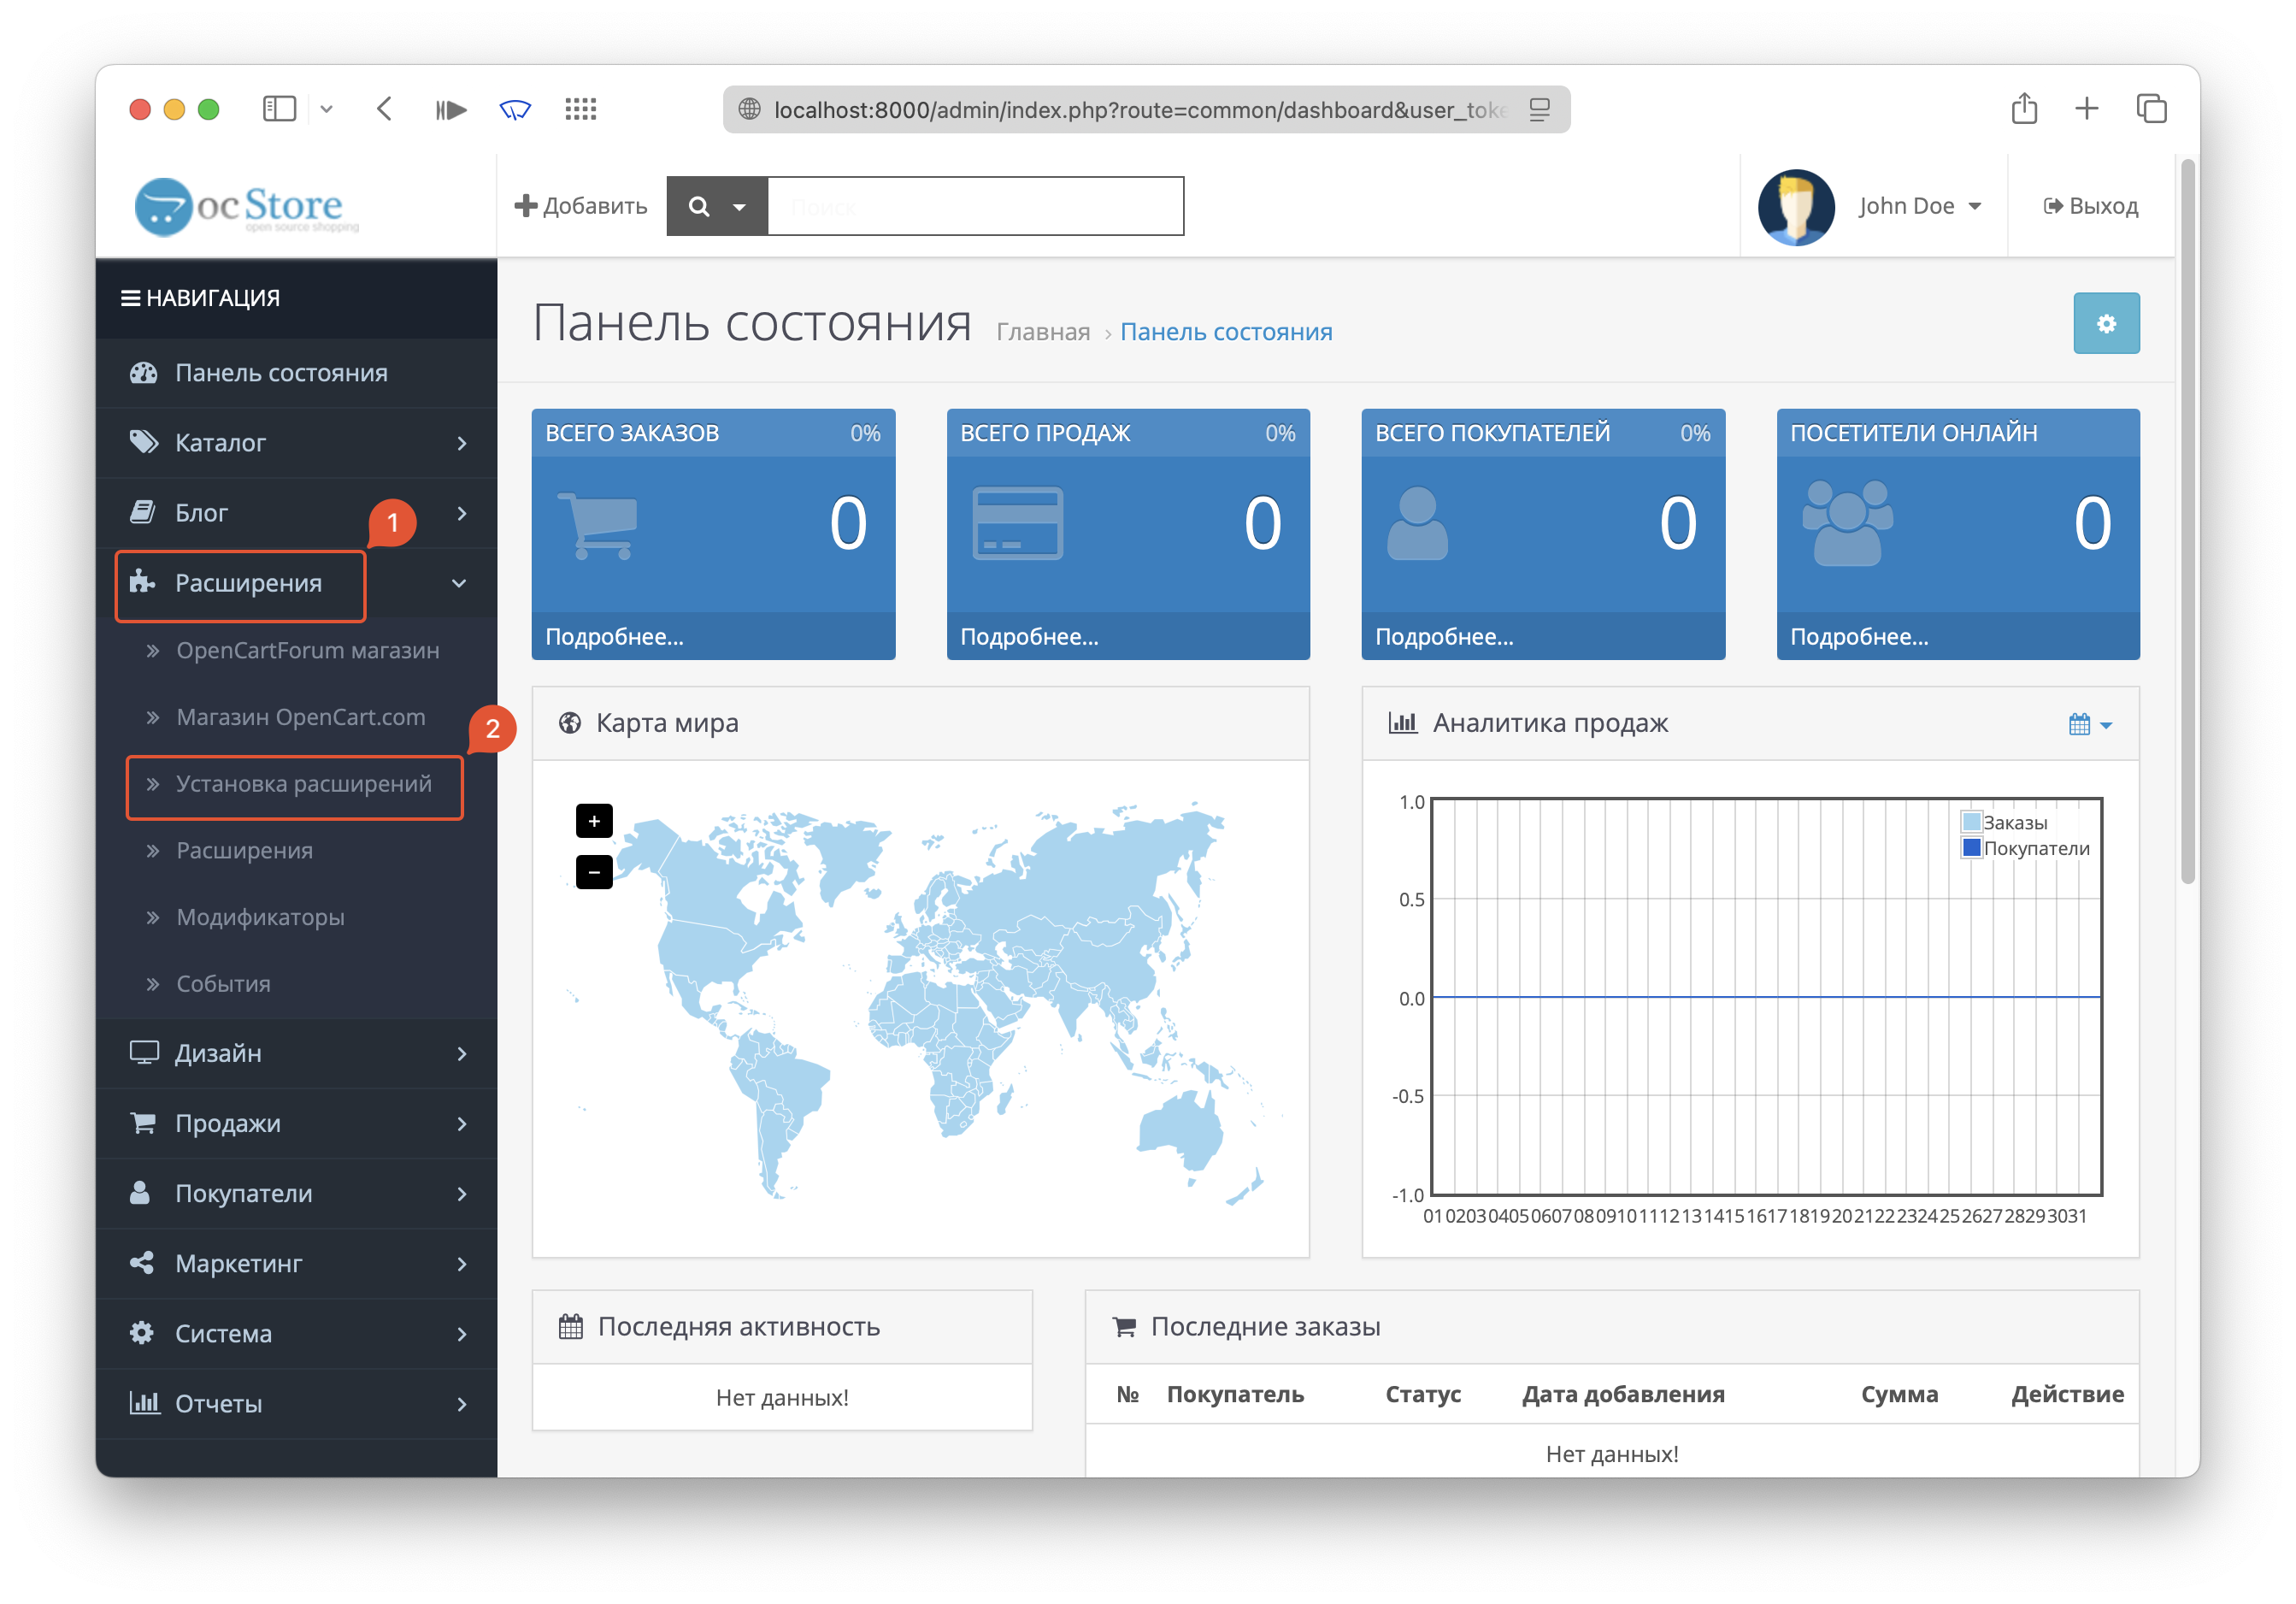 localhost:8000/admin/index.php?route=common/dashboard&user_toke
oc Store
open source shopping
Добавить
Поиск
John Doe
Выход
НАВИГАЦИЯ
Панель состояния
Каталог
Блог
1
Расширения
OpenCartForum магазин
Магазин OpenCart.com
2
Установка расширений
Расширения
Модификаторы
События
Дизайн
Продажи
Покупатели
Маркетинг
Система
Отчеты
Панель состояния
Главная › Панель состояния
ВСЕГО ЗАКАЗОВ 0%
0
Подробнее...
ВСЕГО ПРОДАЖ 0%
0
Подробнее...
ВСЕГО ПОКУПАТЕЛЕЙ 0%
0
Подробнее...
ПОСЕТИТЕЛИ ОНЛАЙН
0
Подробнее...
Карта мира
+
−
Аналитика продаж
1.0
0.5
0.0
-0.5
-1.0
Заказы
Покупатели
01 02 03 04 05 06 07 08 09 10 11 12 13 14 15 16 17 18 19 20 21 22 23 24 25 26 27 28 29 30 31
Последняя активность
Нет данных!
Последние заказы
№ Покупатель Статус Дата добавления Сумма Действие
Нет данных!